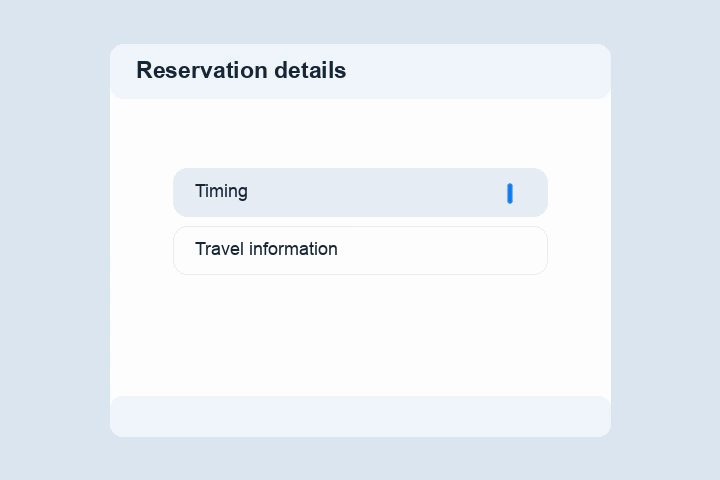 Reservation details
Timing
Travel information